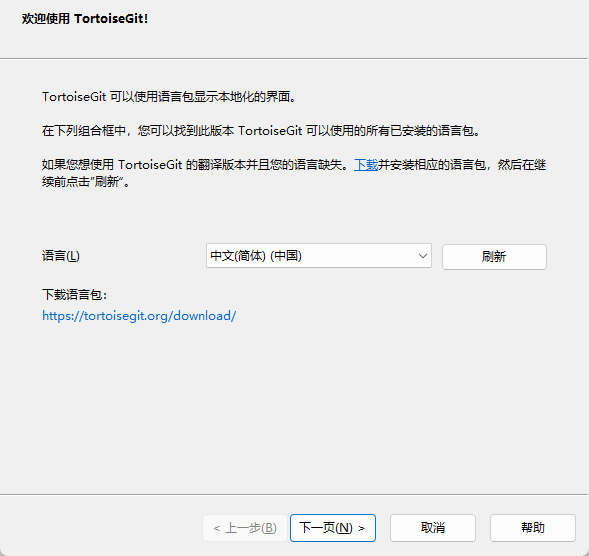 欢迎使用 TortoiseGit!
TortoiseGit 可以使用语言包显示本地化的界面。
在下列组合框中，您可以找到此版本 TortoiseGit 可以使用的所有已安装的语言包。
如果您想使用 TortoiseGit 的翻译版本并且您的语言缺失。下载并安装相应的语言包，然后在继
续前点击"刷新"。
语言(L) 中文(简体) (中国) 刷新
下载语言包：
https://tortoisegit.org/download/
< 上一步(B) 下一页(N) > 取消 帮助